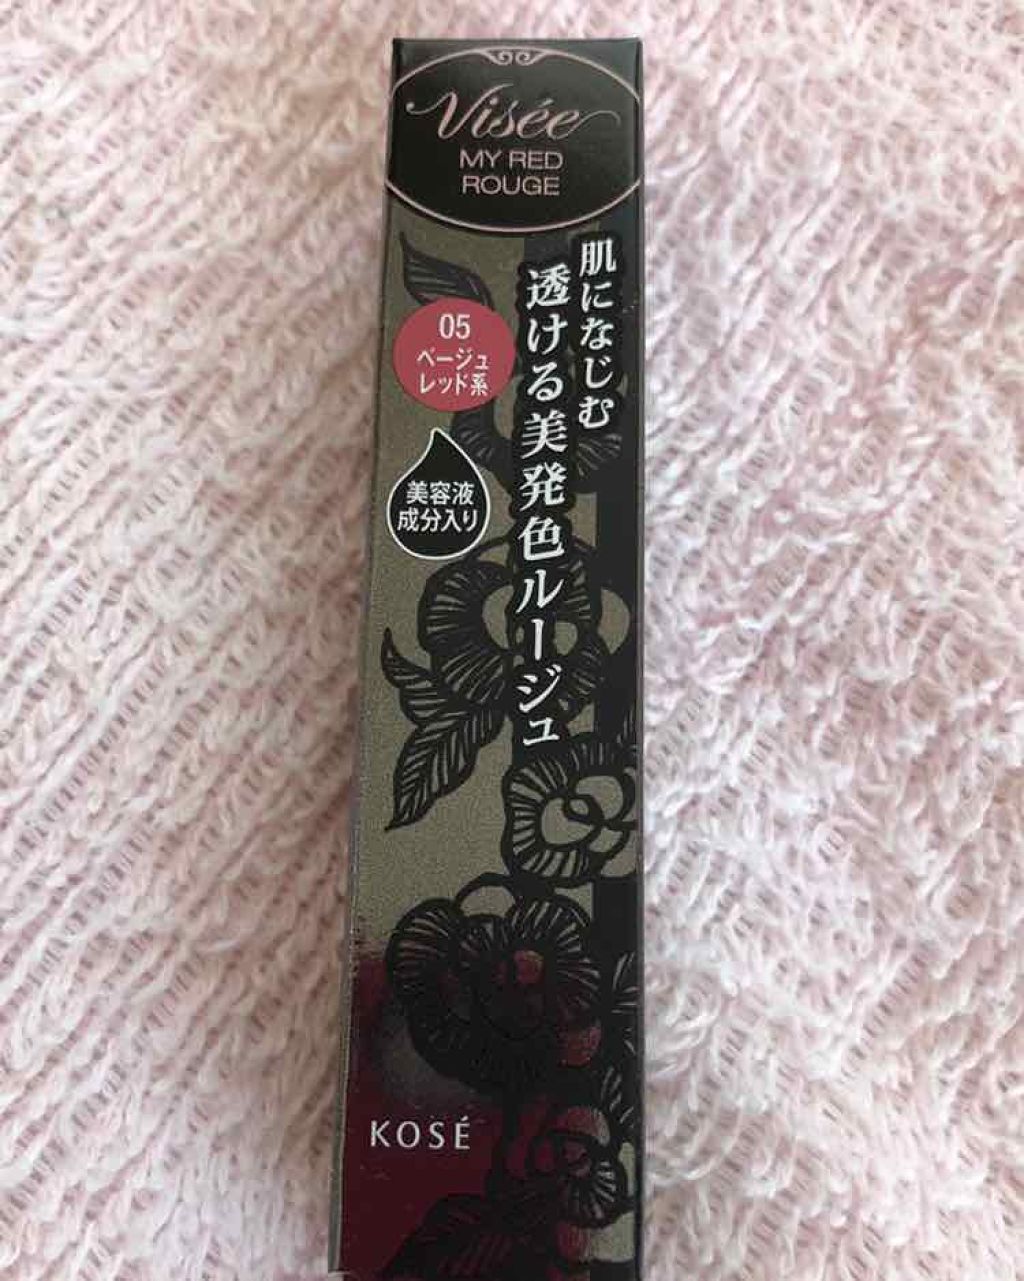 Visée
MY RED
ROUGE
肌になじむ
透ける美発色ルージュ
05
ベージュ
レッド系
美容液
成分入り
KOSÉ